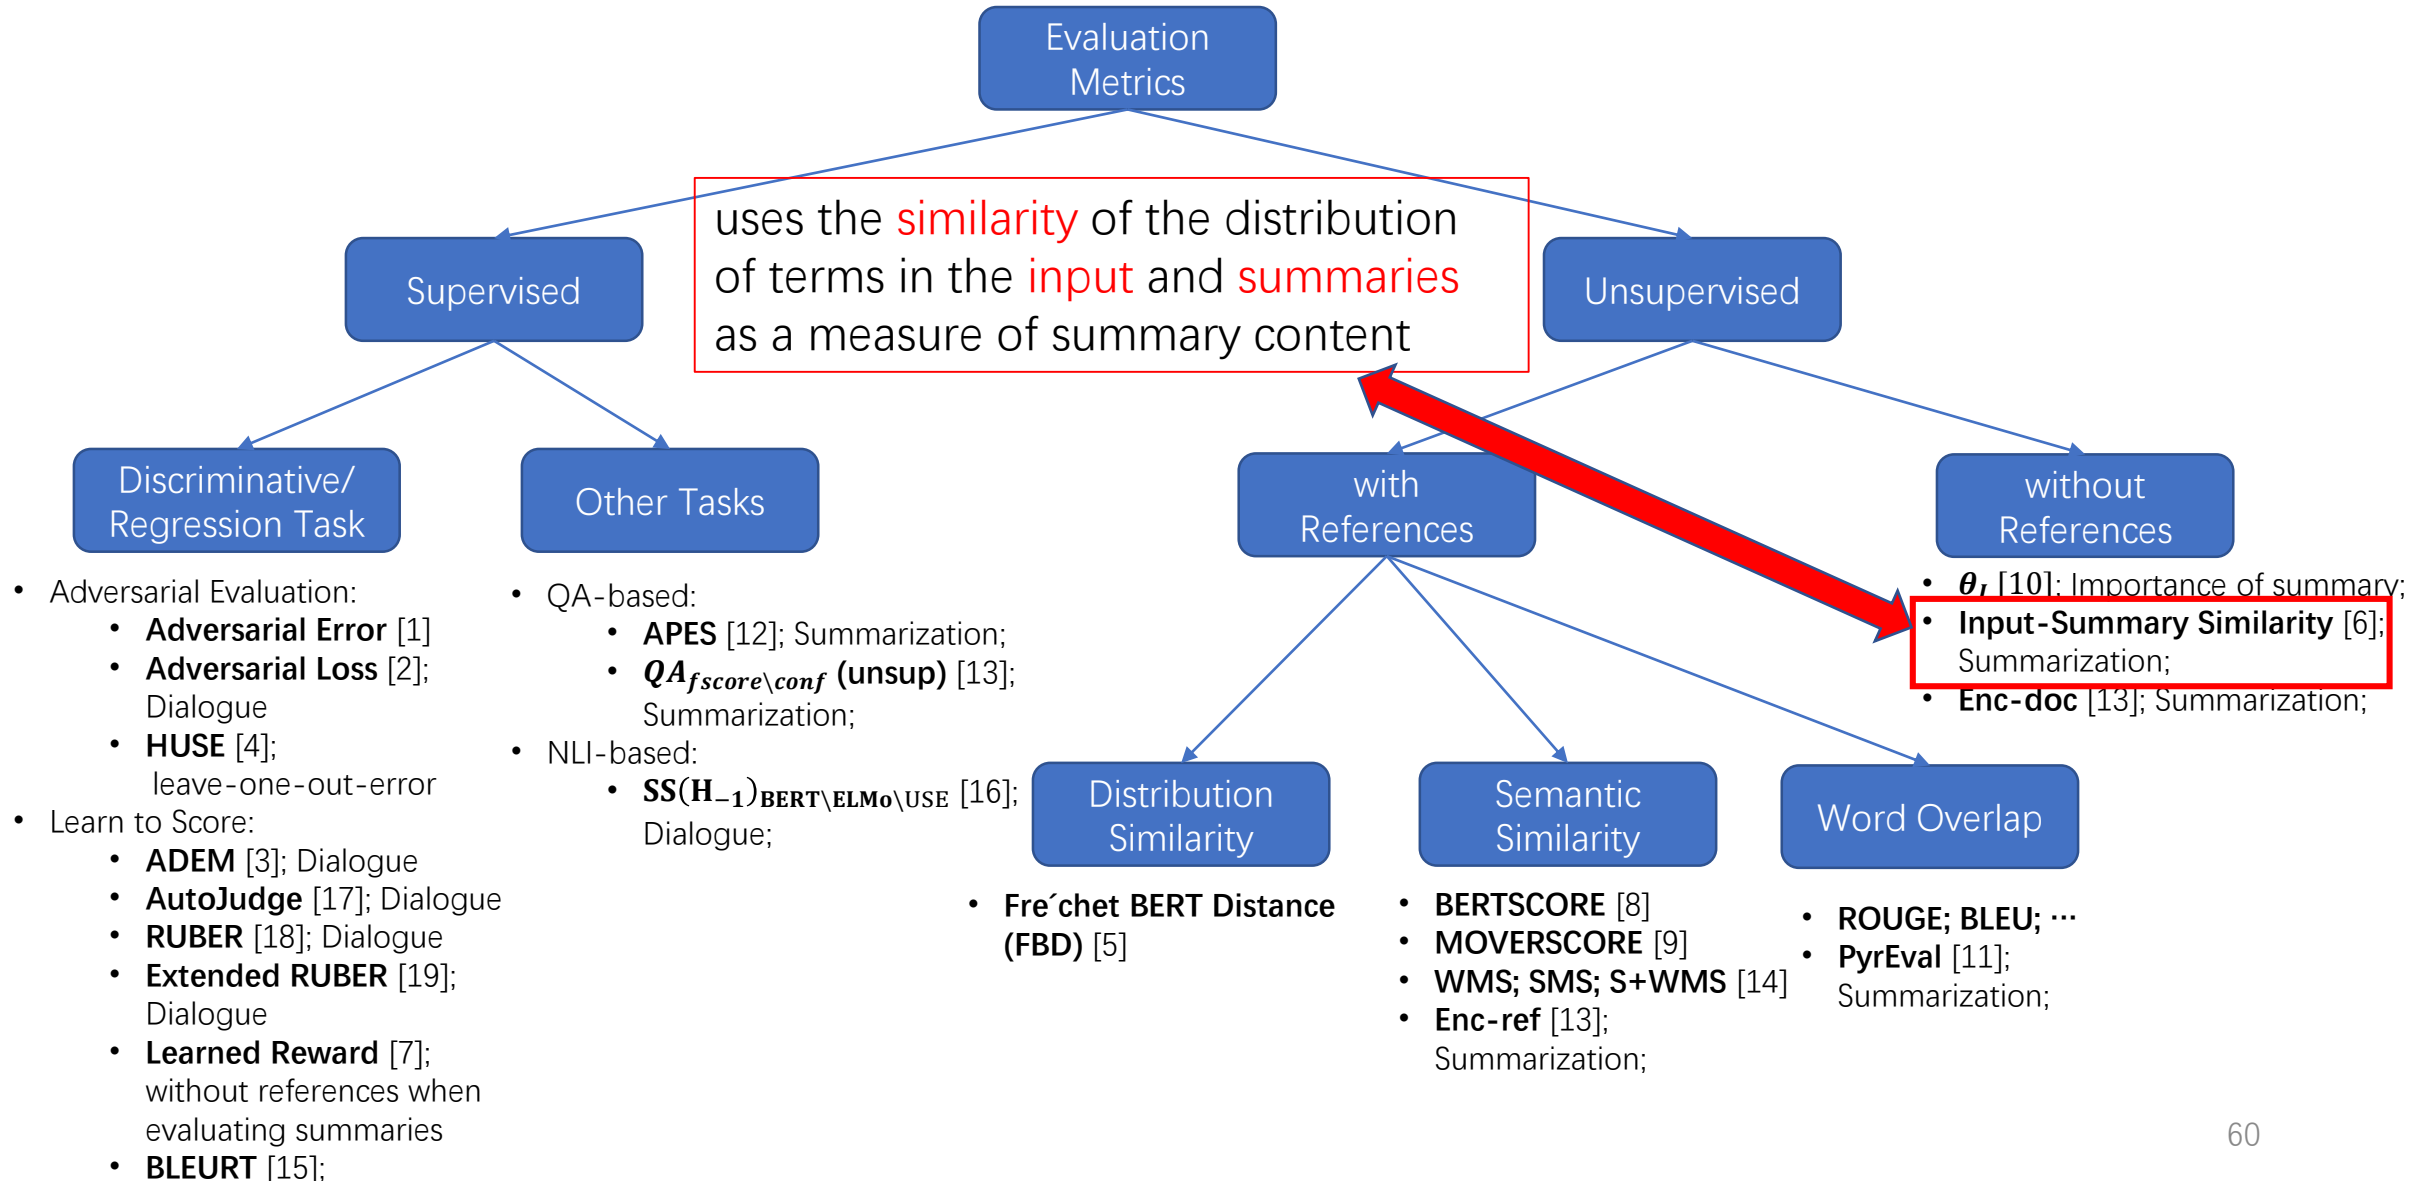 Evaluation
Metrics
uses the similarity of the distribution
of terms in the input and summaries
as a measure of summary content
Supervised
Unsupervised
Discriminative/
Regression Task
Other Tasks
with
References
without
References
• Adversarial Evaluation:
• Adversarial Error [1]
• Adversarial Loss [2];
Dialogue
• HUSE [4];
leave-one-out-error
• Learn to Score:
• ADEM [3]; Dialogue
• AutoJudge [17]; Dialogue
• RUBER [18]; Dialogue
• Extended RUBER [19];
Dialogue
• Learned Reward [7];
without references when
evaluating summaries
• BLEURT [15];
• QA-based:
• APES [12]; Summarization;
• QA_{fscore\conf} (unsup) [13];
Summarization;
• NLI-based:
• SS(H_{−1})_{BERT\ELMo\USE} [16];
Dialogue;
• θ_I [10]; Importance of summary;
• Input-Summary Similarity [6];
Summarization;
• Enc-doc [13]; Summarization;
Distribution
Similarity
Semantic
Similarity
Word Overlap
• Fre´chet BERT Distance
(FBD) [5]
• BERTSCORE [8]
• MOVERSCORE [9]
• WMS; SMS; S+WMS [14]
• Enc-ref [13];
Summarization;
• ROUGE; BLEU; ⋯
• PyrEval [11];
Summarization;
60